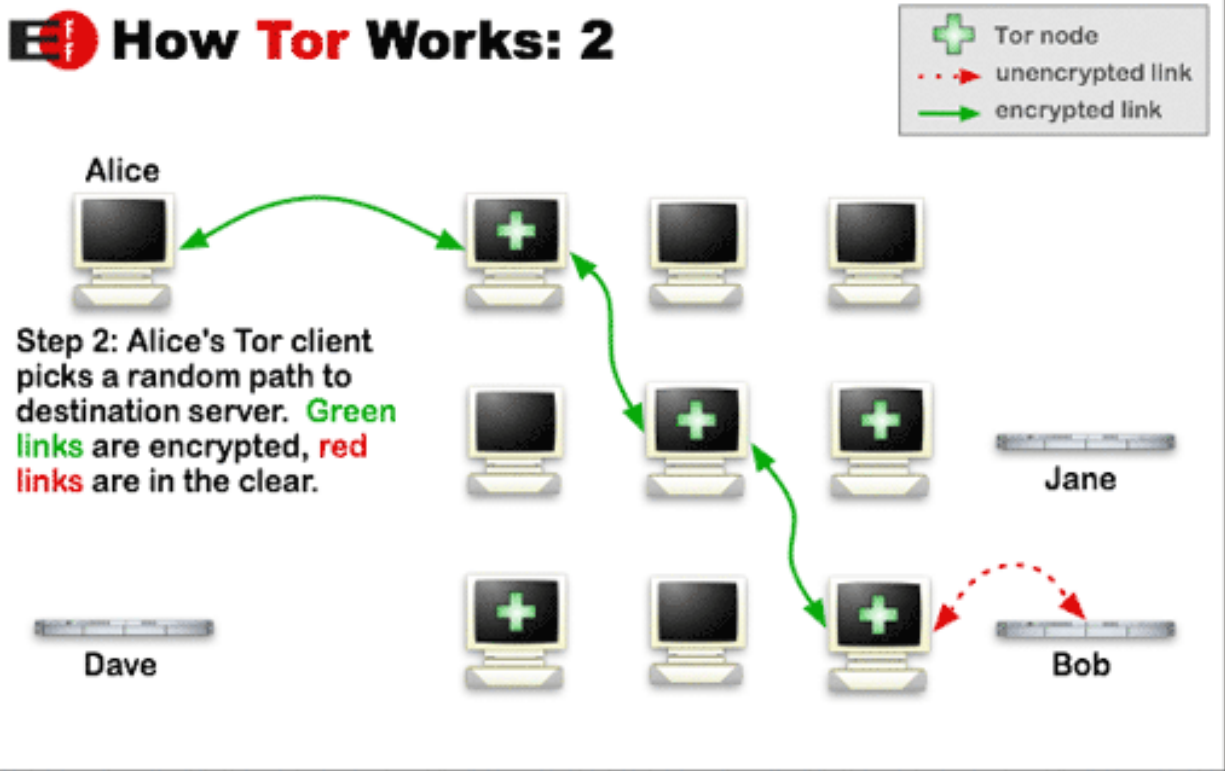 EFF How Tor Works: 2
Tor node
unencrypted link
encrypted link
Alice
Step 2: Alice's Tor client
picks a random path to
destination server. Green
links are encrypted, red
links are in the clear.
Jane
Dave
Bob